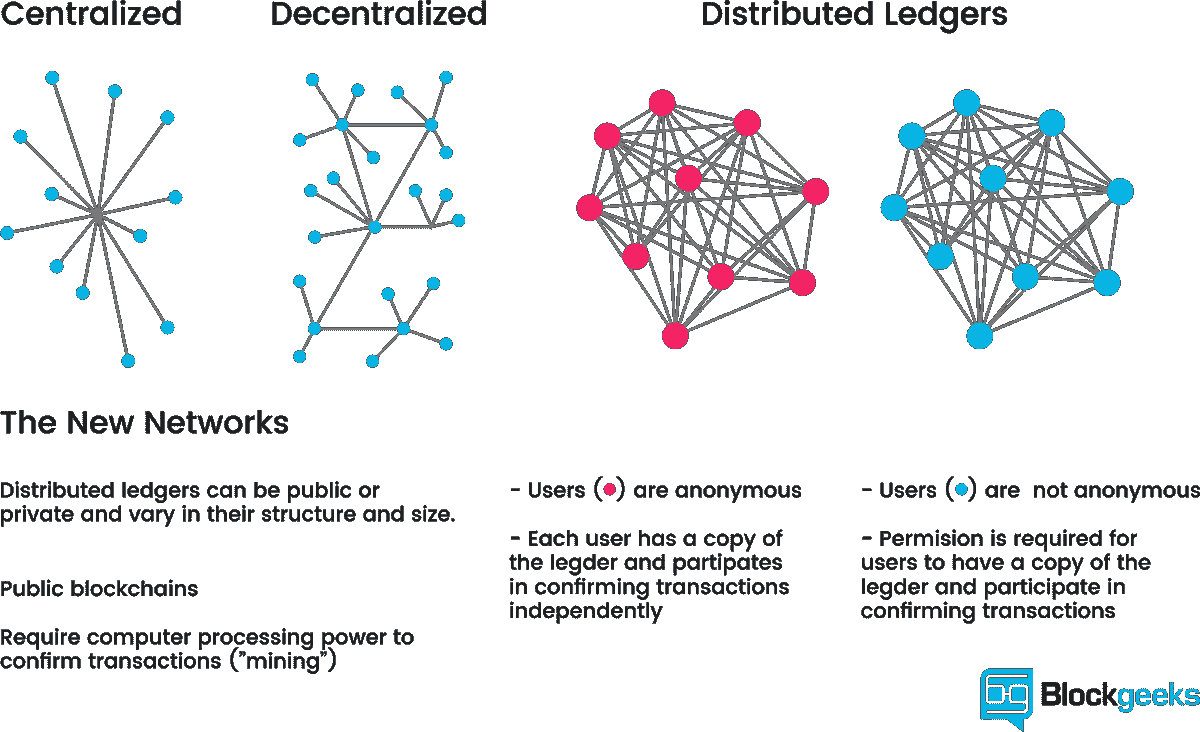 Centralized
Decentralized
Distributed Ledgers
The New Networks
Distributed ledgers can be public or
private and vary in their structure and size.
Public blockchains
Require computer processing power to
confirm transactions ("mining")
- Users (●) are anonymous
- Each user has a copy of
the legder and partipates
in confirming transactions
independently
- Users (●) are not anonymous
- Permision is required for
users to have a copy of the
legder and participate in
confirming transactions
Blockgeeks